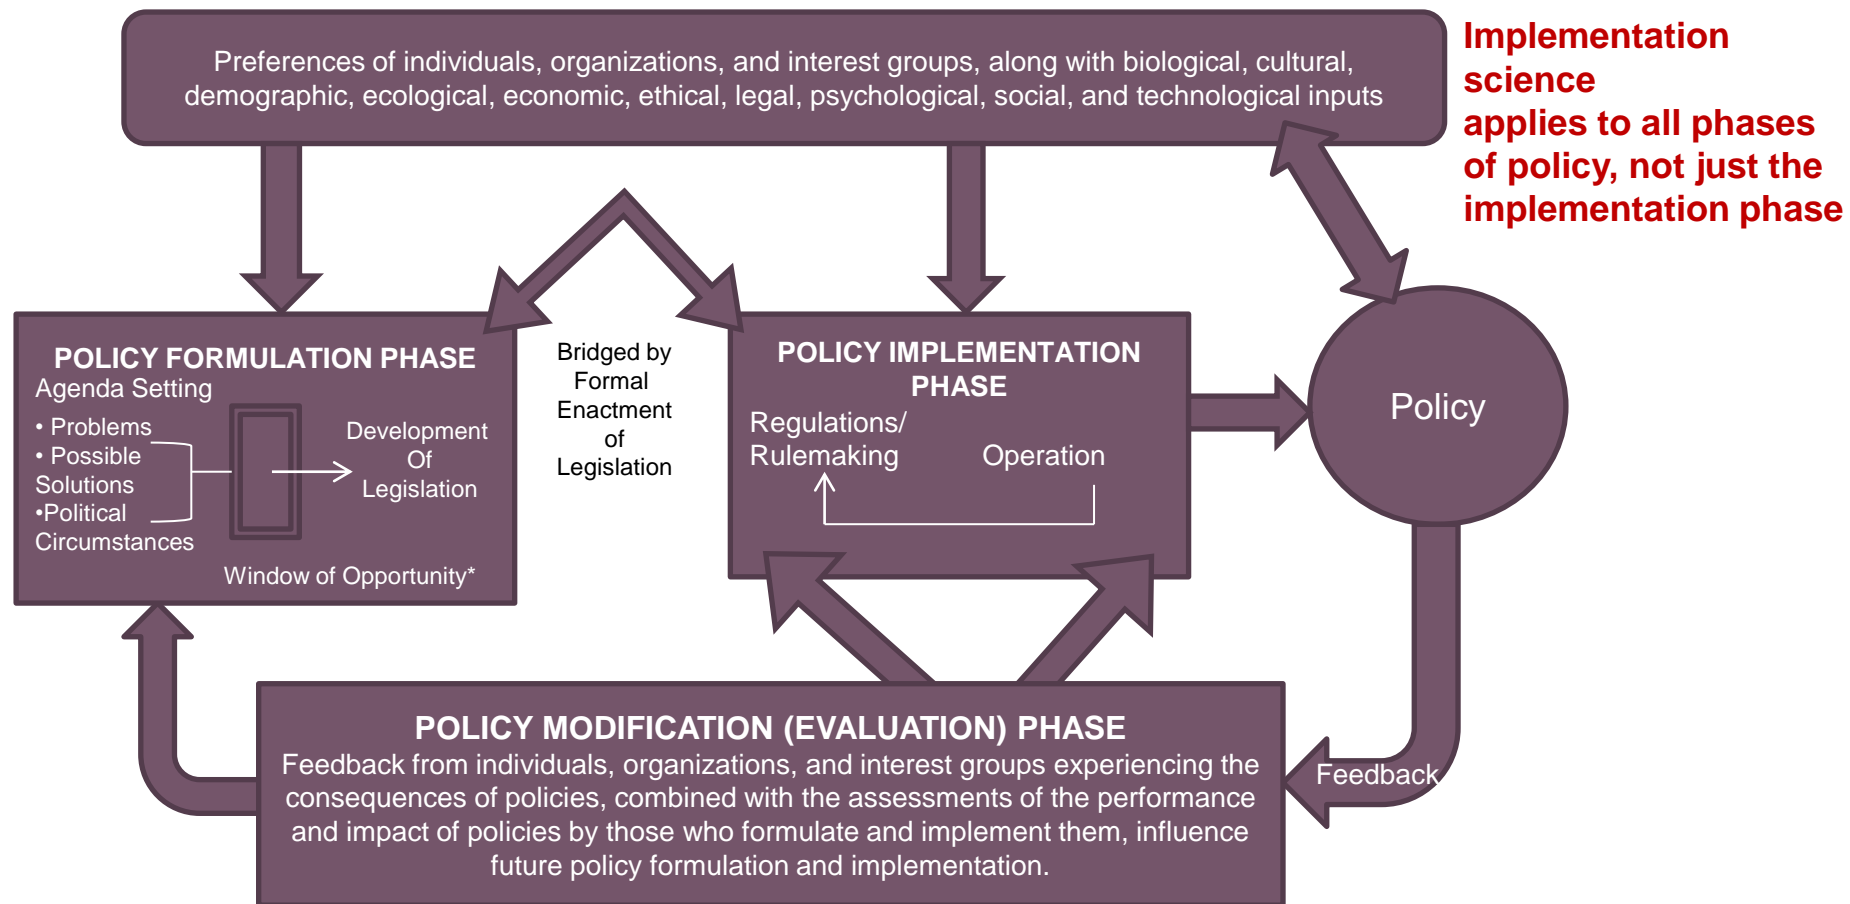 Preferences of individuals, organizations, and interest groups, along with biological, cultural,
demographic, ecological, economic, ethical, legal, psychological, social, and technological inputs
Implementation
science
applies to all phases
of policy, not just the
implementation phase
POLICY FORMULATION PHASE
Agenda Setting
• Problems
• Possible
Solutions
•Political
Circumstances
Development
Of
Legislation
Window of Opportunity*
Bridged by
Formal
Enactment
of
Legislation
POLICY IMPLEMENTATION
PHASE
Regulations/
Rulemaking
Operation
Policy
Feedback
POLICY MODIFICATION (EVALUATION) PHASE
Feedback from individuals, organizations, and interest groups experiencing the
consequences of policies, combined with the assessments of the performance
and impact of policies by those who formulate and implement them, influence
future policy formulation and implementation.